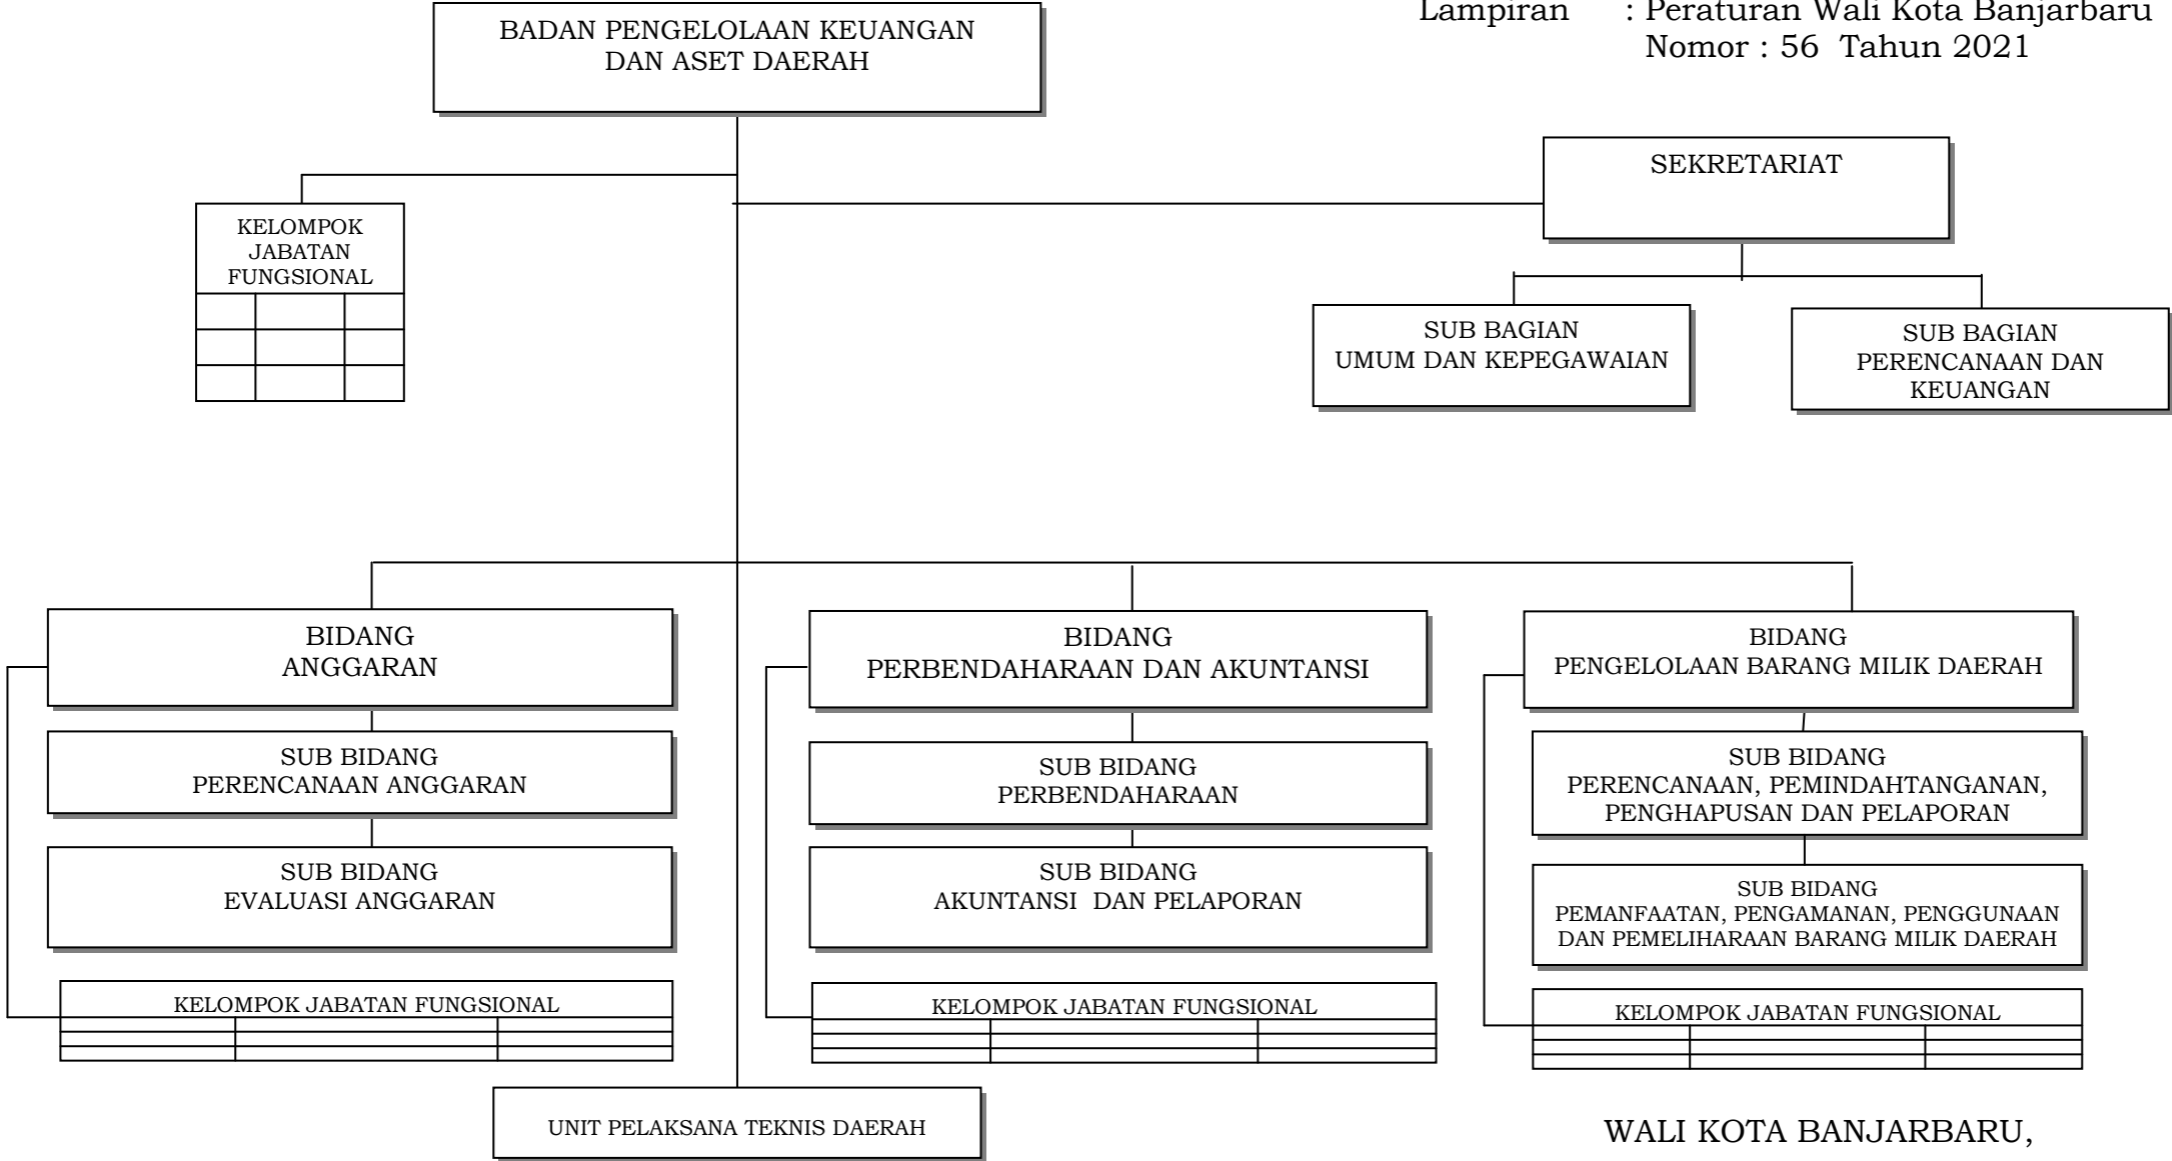 Lampiran : Peraturan Wali Kota Banjarbaru
Nomor : 56 Tahun 2021
BADAN PENGELOLAAN KEUANGAN
DAN ASET DAERAH
SEKRETARIAT
KELOMPOK
JABATAN
FUNGSIONAL
SUB BAGIAN
UMUM DAN KEPEGAWAIAN
SUB BAGIAN
PERENCANAAN DAN
KEUANGAN
BIDANG
ANGGARAN
SUB BIDANG
PERENCANAAN ANGGARAN
SUB BIDANG
EVALUASI ANGGARAN
KELOMPOK JABATAN FUNGSIONAL
BIDANG
PERBENDAHARAAN DAN AKUNTANSI
SUB BIDANG
PERBENDAHARAAN
SUB BIDANG
AKUNTANSI DAN PELAPORAN
KELOMPOK JABATAN FUNGSIONAL
BIDANG
PENGELOLAAN BARANG MILIK DAERAH
SUB BIDANG
PERENCANAAN, PEMINDAHTANGANAN,
PENGHAPUSAN DAN PELAPORAN
SUB BIDANG
PEMANFAATAN, PENGAMANAN, PENGGUNAAN
DAN PEMELIHARAAN BARANG MILIK DAERAH
KELOMPOK JABATAN FUNGSIONAL
UNIT PELAKSANA TEKNIS DAERAH
WALI KOTA BANJARBARU,